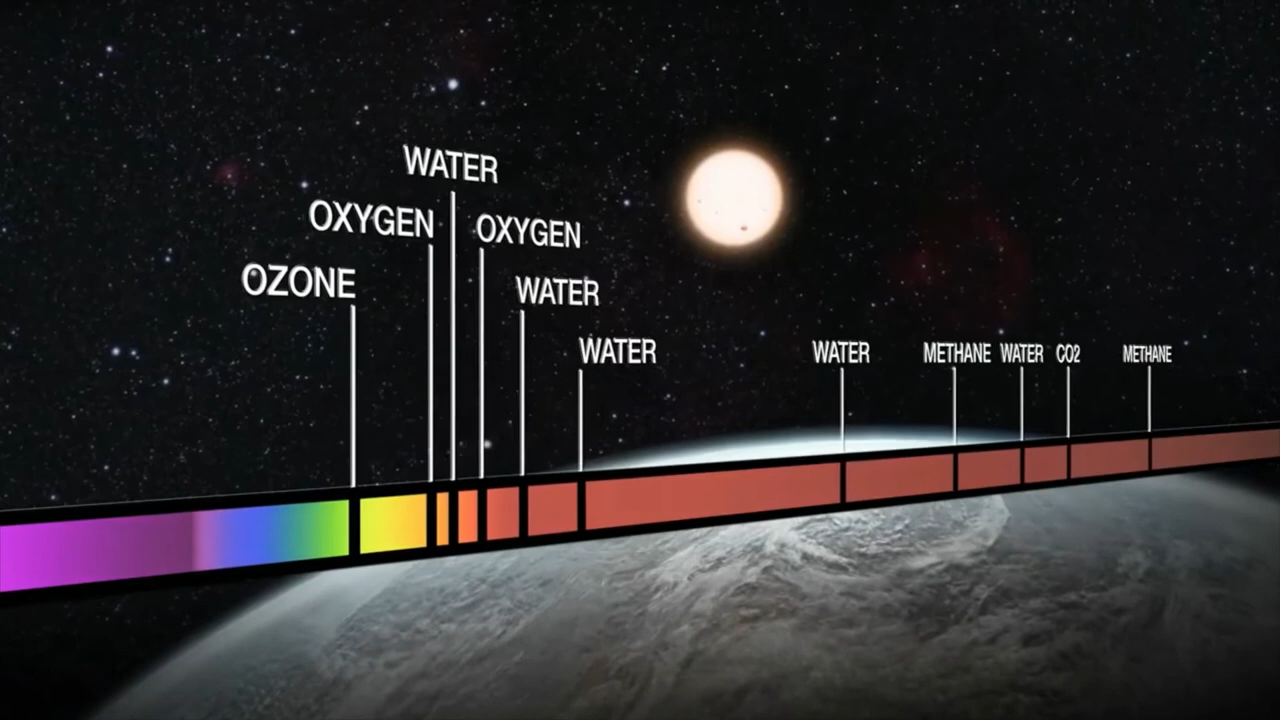 OZONE
OXYGEN
WATER
OXYGEN
WATER
WATER
WATER
METHANE
WATER
CO2
METHANE